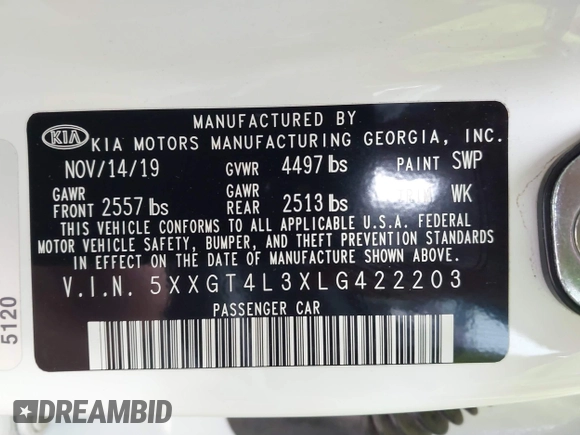 MANUFACTURED BY
KIA KIA MOTORS MANUFACTURING GEORGIA, INC.
NOV/14/19 GVWR 4497 lbs PAINT SWP
GAWR FRONT 2557 lbs GAWR REAR 2513 lbs WK
THIS VEHICLE CONFORMS TO ALL APPLICABLE U.S.A. FEDERAL
MOTOR VEHICLE SAFETY, BUMPER, AND THEFT PREVENTION STANDARDS
IN EFFECT ON THE DATE OF MANUFACTURE SHOWN ABOVE.
V.I.N. 5XXGT4L3XLG422203
PASSENGER CAR
5120
DREAMBID